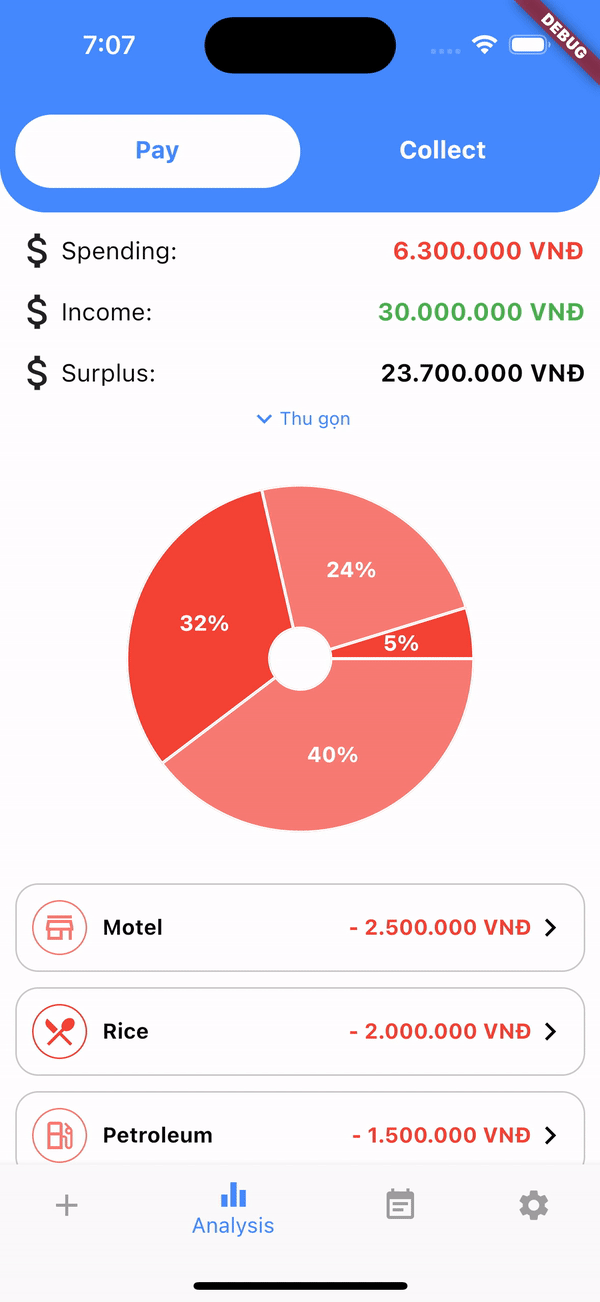 7:07
DEBUG
Pay Collect
$ Spending: 6.300.000 VNĐ
$ Income: 30.000.000 VNĐ
$ Surplus: 23.700.000 VNĐ
Thu gọn
24%
32%
5%
40%
Motel - 2.500.000 VNĐ
Rice - 2.000.000 VNĐ
Petroleum - 1.500.000 VNĐ
Analysis